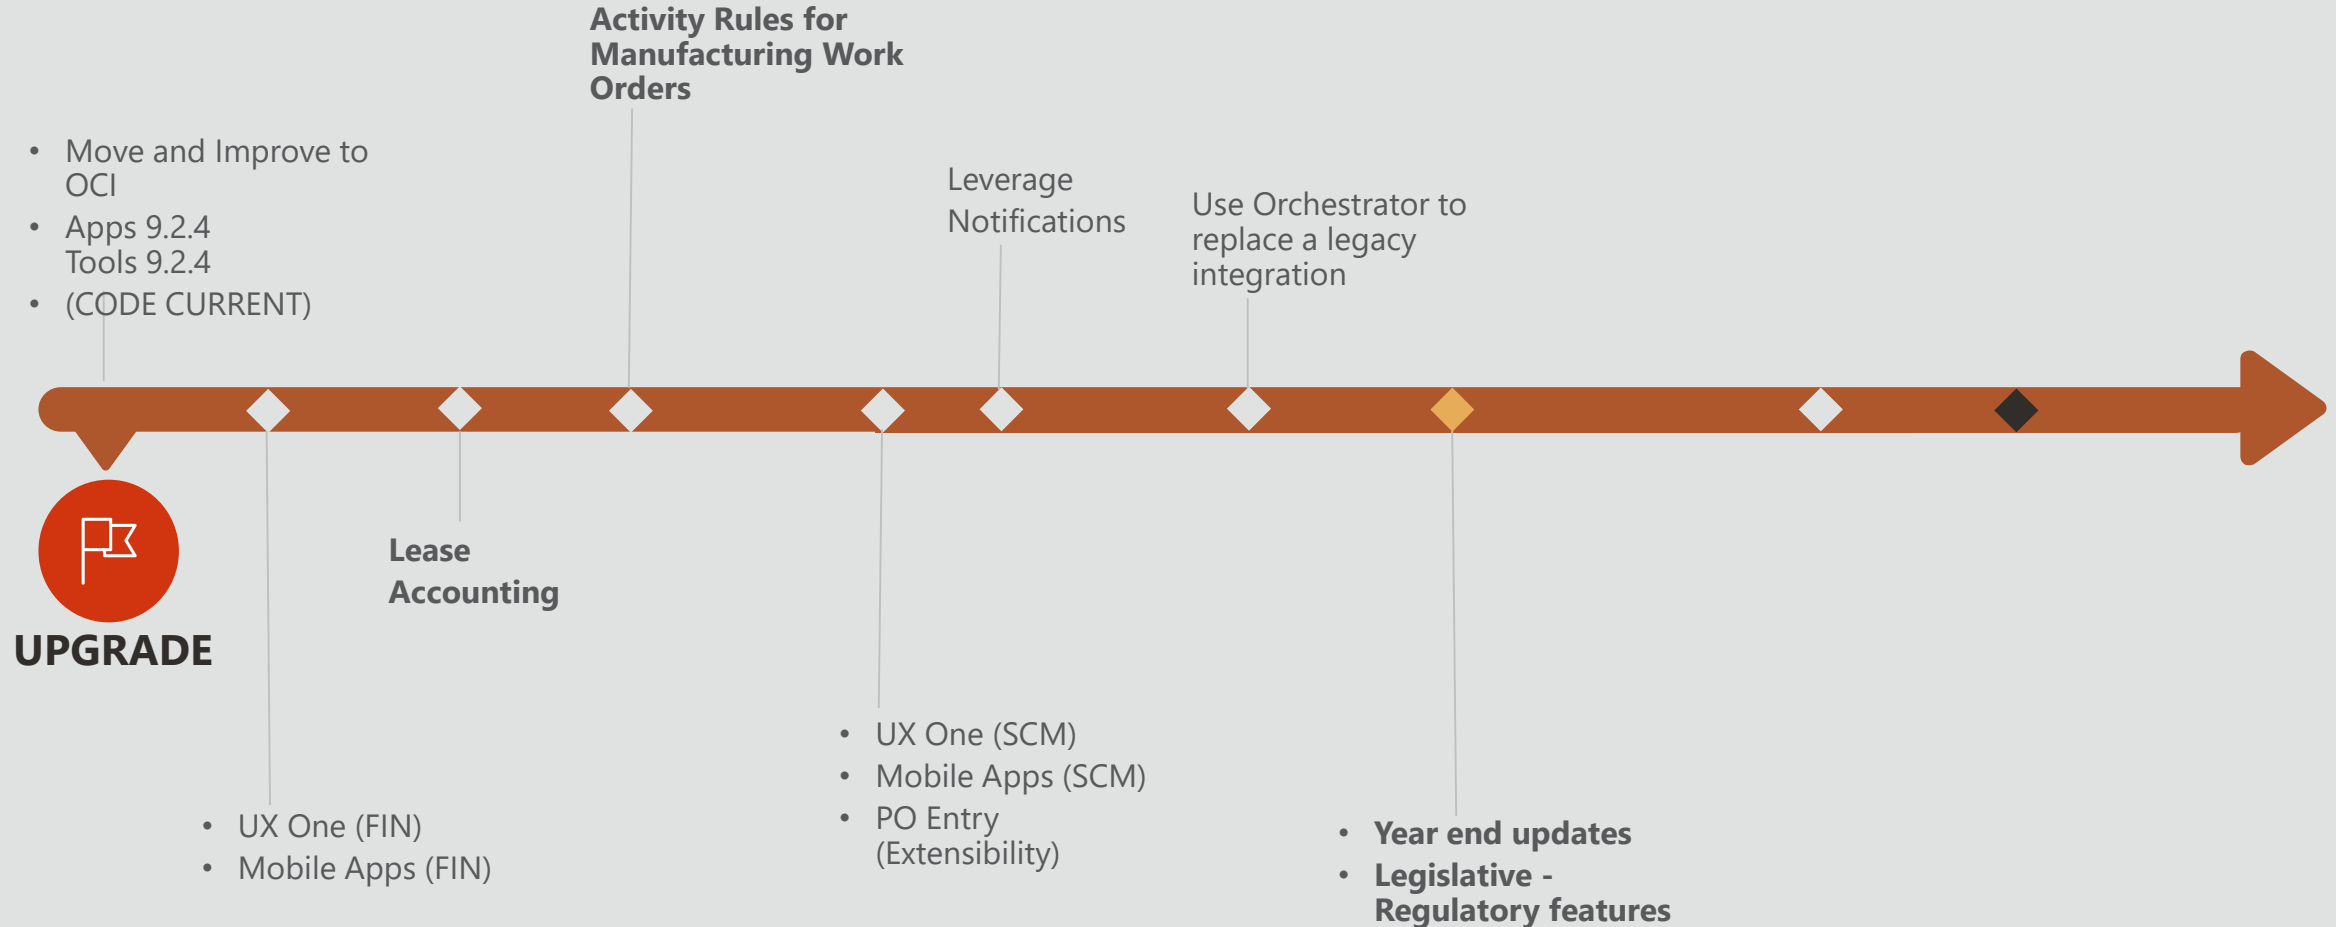 Activity Rules for
Manufacturing Work
Orders
• Move and Improve to
OCI
• Apps 9.2.4
Tools 9.2.4
• (CODE CURRENT)
Leverage
Notifications
Use Orchestrator to
replace a legacy
integration
UPGRADE
Lease
Accounting
• UX One (FIN)
• Mobile Apps (FIN)
• UX One (SCM)
• Mobile Apps (SCM)
• PO Entry
(Extensibility)
• Year end updates
• Legislative -
Regulatory features